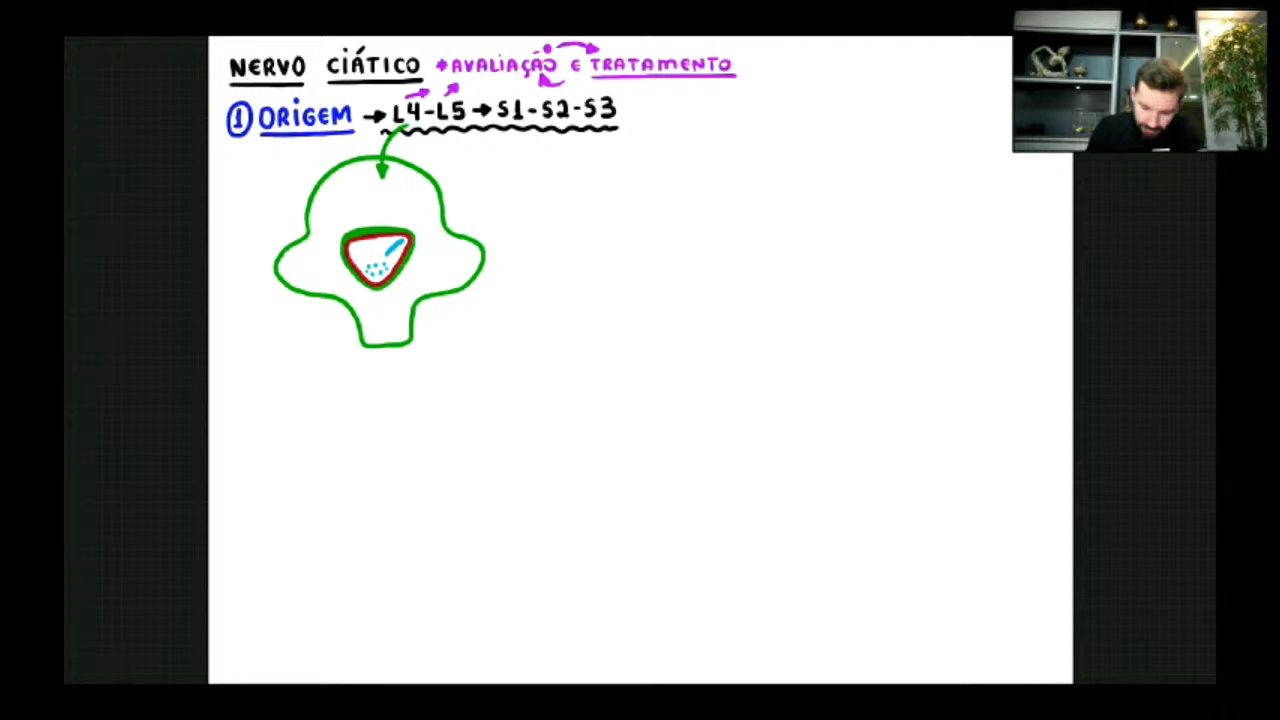 NERVO CIÁTICO *AVALIAÇÃO E TRATAMENTO
① ORIGEM → L4-L5 → S1-S2-S3